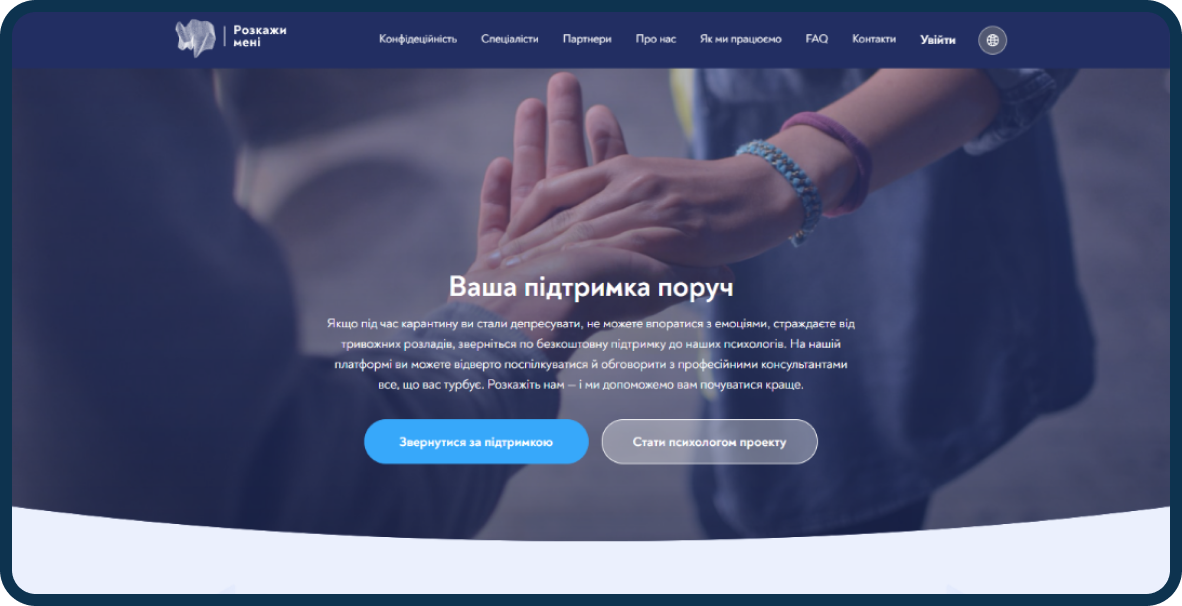 Розкажи
мені
Конфідеційність Спеціалісти Партнери Про нас Як ми працюємо FAQ Контакти Увійти
Ваша підтримка поруч
Якщо під час карантину ви стали депресувати, не можете впоратися з емоціями, страждаєте від
тривожних розладів, зверніться по безкоштовну підтримку до наших психологів. На нашій
платформі ви можете відверто поспілкуватися й обговорити з професійними консультантами
все, що вас турбує. Розкажіть нам – і ми допоможемо вам почуватися краще.
Звернутися за підтримкою Стати психологом проекту